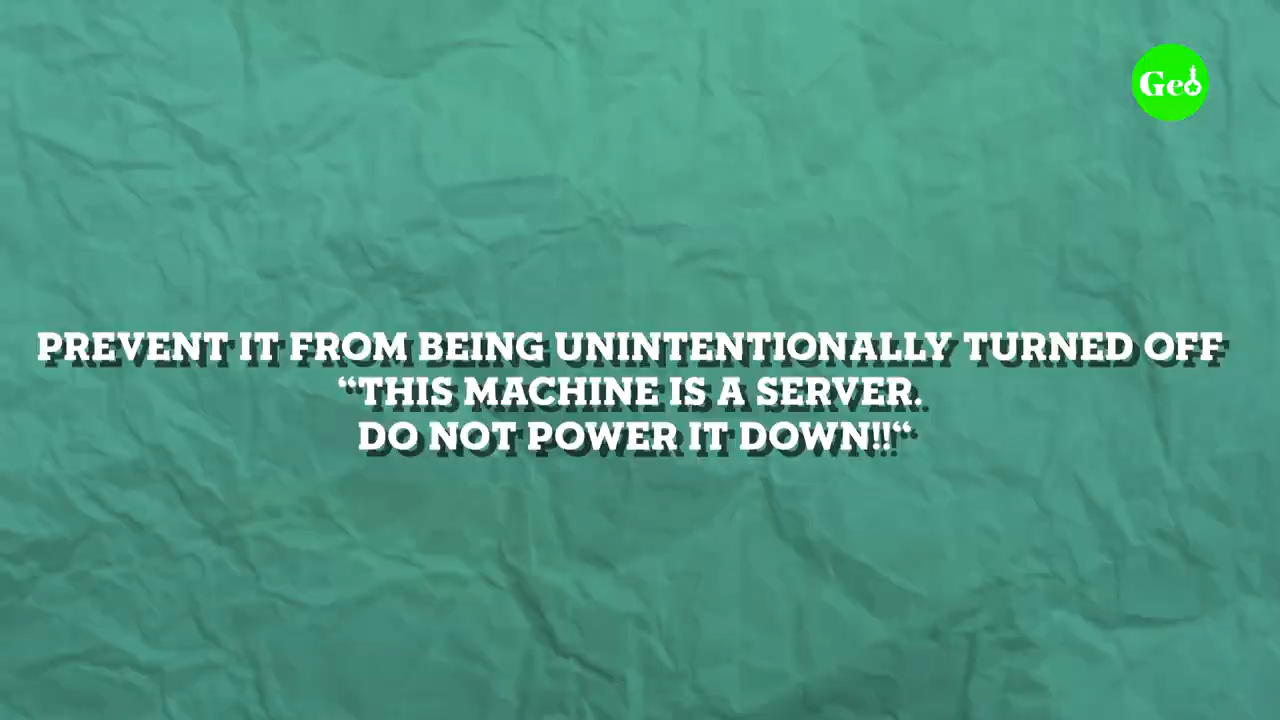 Geo
PREVENT IT FROM BEING UNINTENTIONALLY TURNED OFF
“THIS MACHINE IS A SERVER.
DO NOT POWER IT DOWN!!“